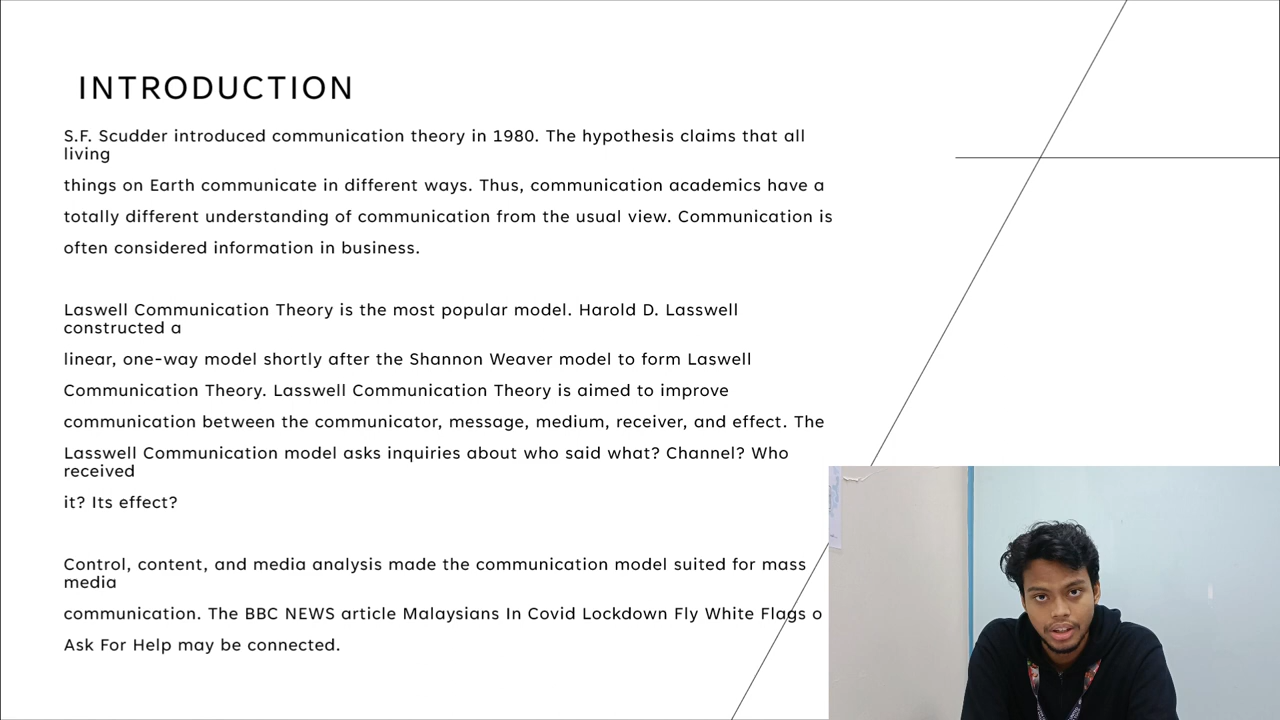 INTRODUCTION
S.F. Scudder introduced communication theory in 1980. The hypothesis claims that all
living
things on Earth communicate in different ways. Thus, communication academics have a
totally different understanding of communication from the usual view. Communication is
often considered information in business.
Laswell Communication Theory is the most popular model. Harold D. Lasswell
constructed a
linear, one-way model shortly after the Shannon Weaver model to form Laswell
Communication Theory. Lasswell Communication Theory is aimed to improve
communication between the communicator, message, medium, receiver, and effect. The
Lasswell Communication model asks inquiries about who said what? Channel? Who
received
it? Its effect?
Control, content, and media analysis made the communication model suited for mass
media
communication. The BBC NEWS article Malaysians In Covid Lockdown Fly White Flags o
Ask For Help may be connected.